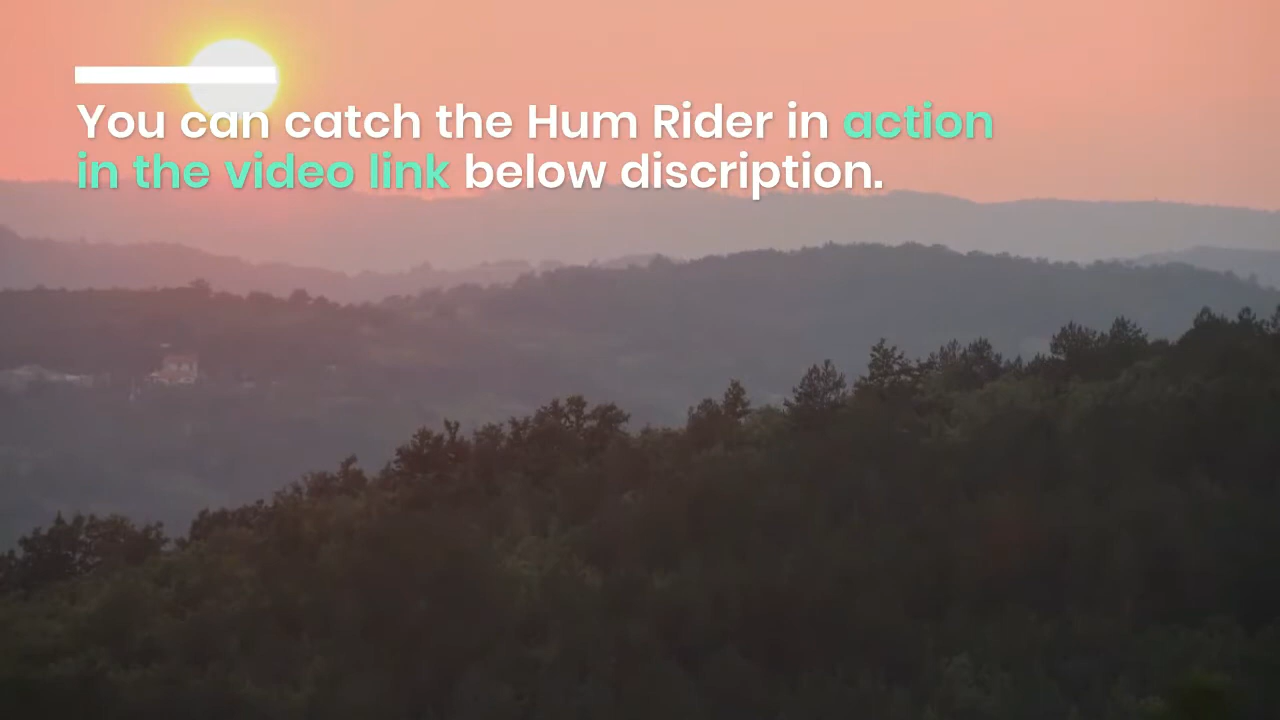 You can catch the Hum Rider in action
in the video link below discription.